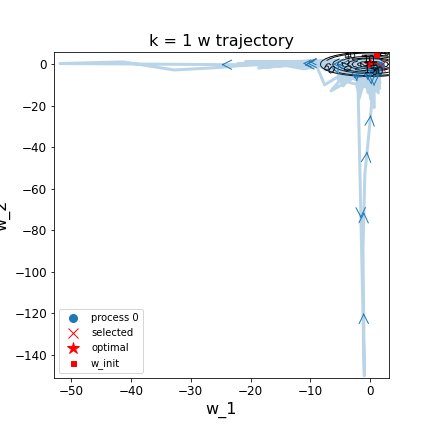 k = 1 w trajectory
0
−20
−40
−60
−80
−100
−120
−140
w_2
−50
−40
−30
−20
−10
0
w_1
process 0
selected
optimal
w_init